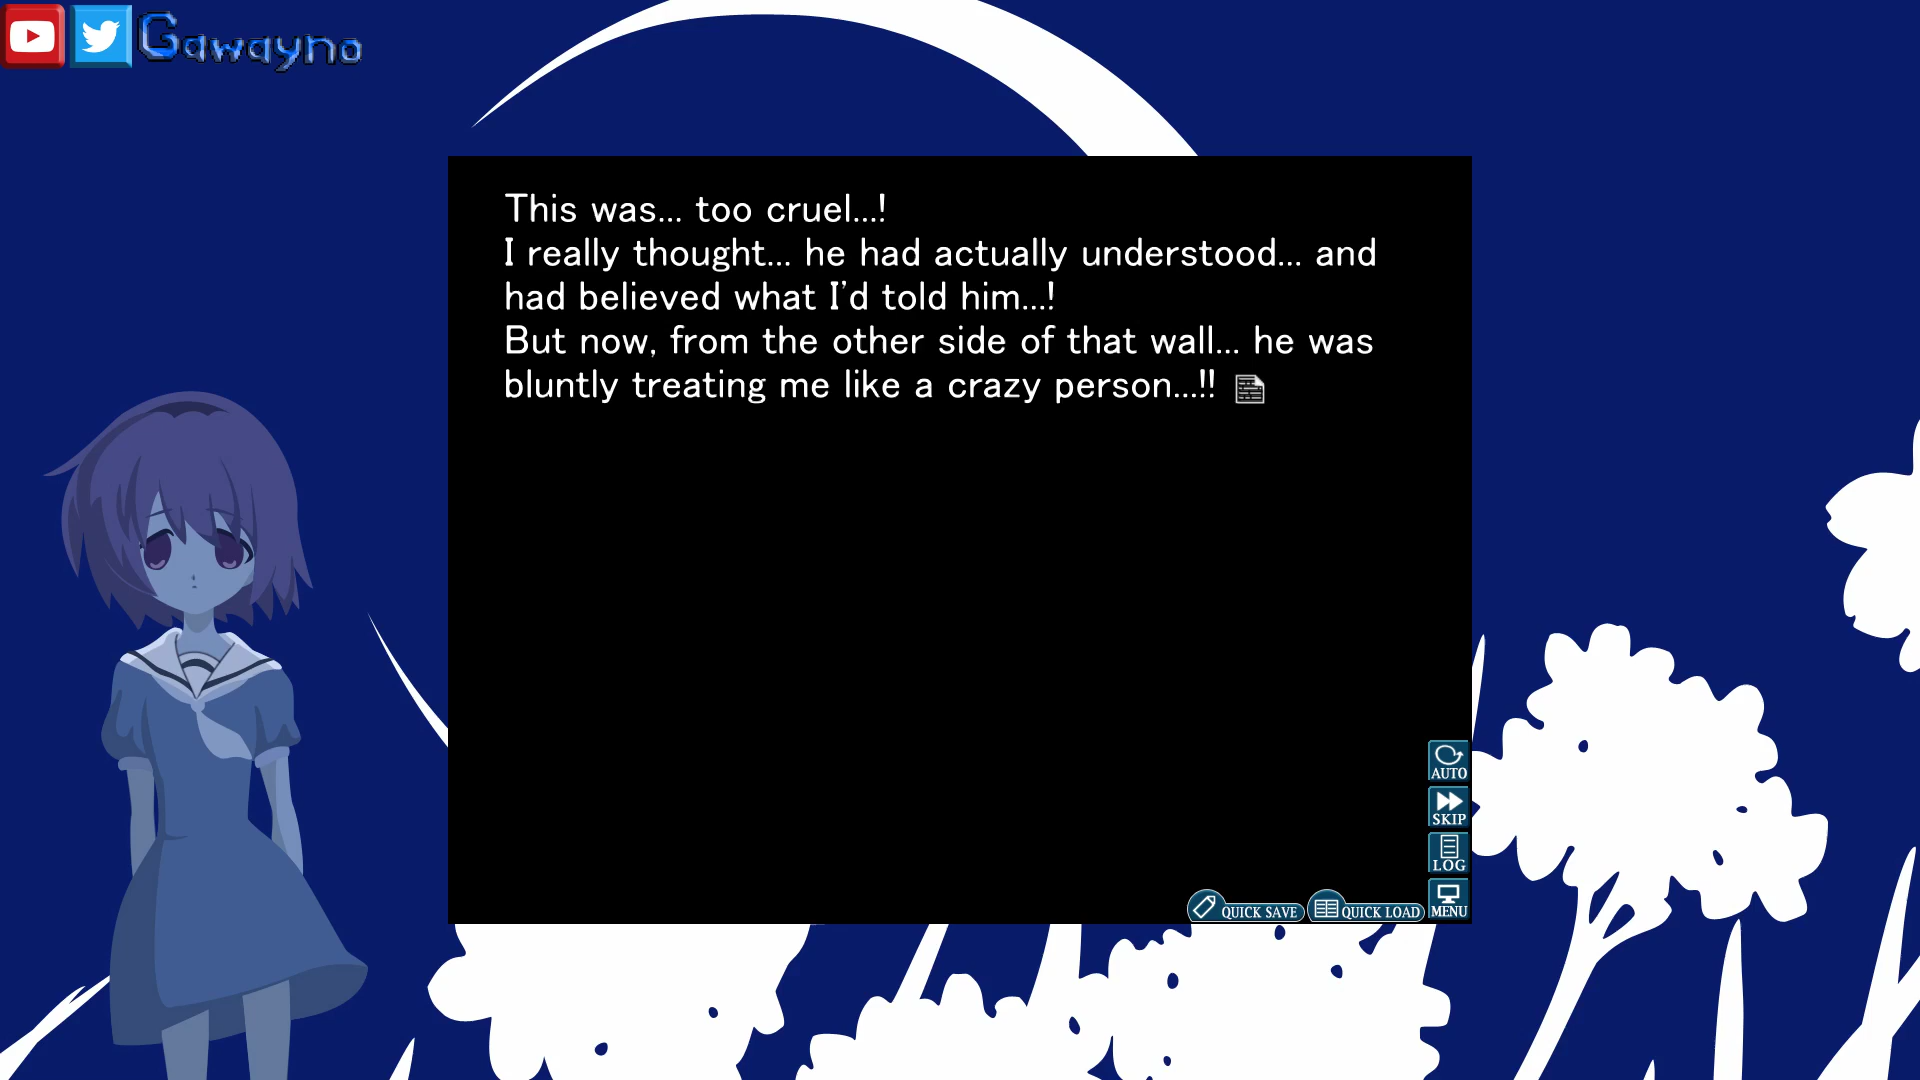 Gawayno
This was... too cruel...!
I really thought... he had actually understood... and
had believed what I'd told him...!
But now, from the other side of that wall... he was
bluntly treating me like a crazy person...!!
AUTO
SKIP
LOG
MENU
QUICK SAVE
QUICK LOAD